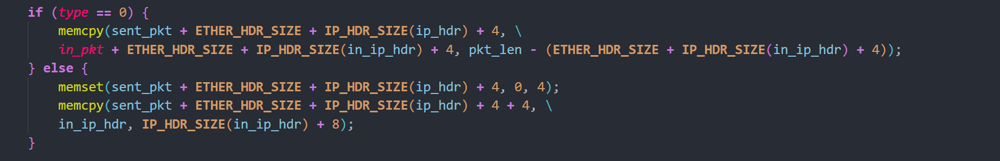 if (type == 0) {
memcpy(sent_pkt + ETHER_HDR_SIZE + IP_HDR_SIZE(ip_hdr) + 4, \
in_pkt + ETHER_HDR_SIZE + IP_HDR_SIZE(in_ip_hdr) + 4, pkt_len - (ETHER_HDR_SIZE + IP_HDR_SIZE(in_ip_hdr) + 4));
} else {
memset(sent_pkt + ETHER_HDR_SIZE + IP_HDR_SIZE(ip_hdr) + 4, 0, 4);
memcpy(sent_pkt + ETHER_HDR_SIZE + IP_HDR_SIZE(ip_hdr) + 4 + 4, \
in_ip_hdr, IP_HDR_SIZE(in_ip_hdr) + 8);
}